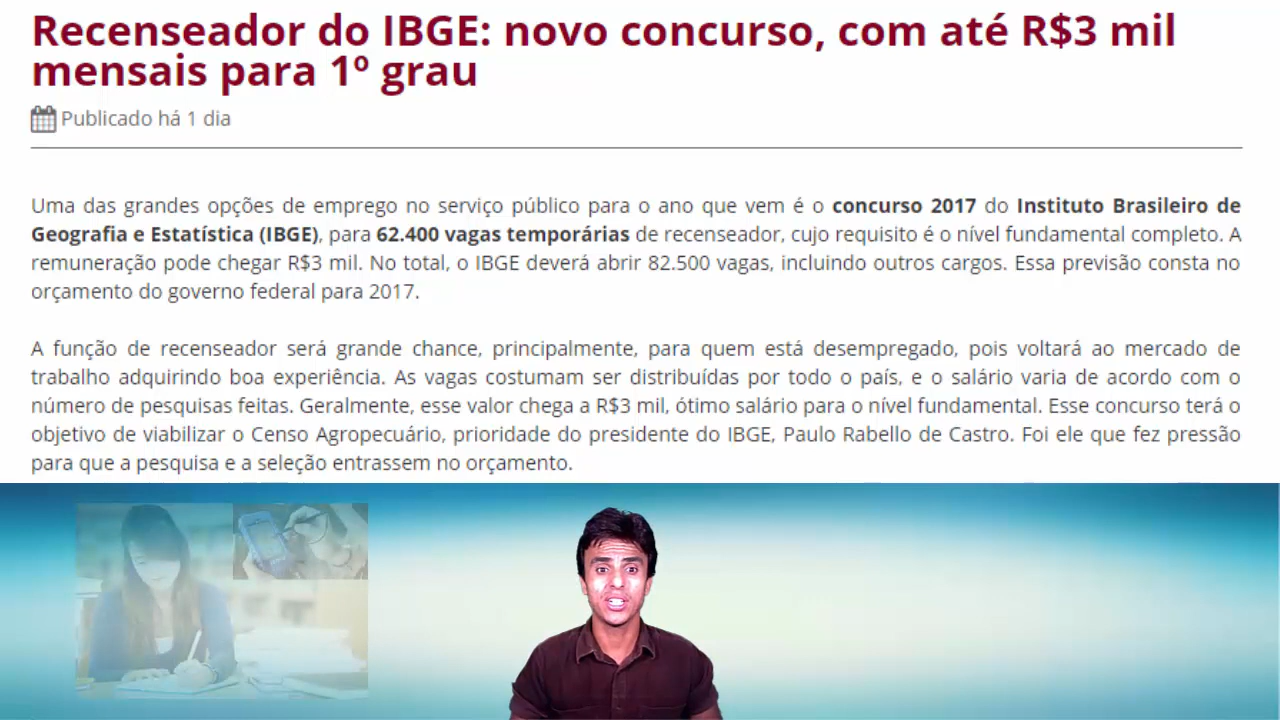 Recenseador do IBGE: novo concurso, com até R$3 mil
mensais para 1º grau
Publicado há 1 dia
Uma das grandes opções de emprego no serviço público para o ano que vem é o concurso 2017 do Instituto Brasileiro de
Geografia e Estatística (IBGE), para 62.400 vagas temporárias de recenseador, cujo requisito é o nível fundamental completo. A
remuneração pode chegar R$3 mil. No total, o IBGE deverá abrir 82.500 vagas, incluindo outros cargos. Essa previsão consta no
orçamento do governo federal para 2017.
A função de recenseador será grande chance, principalmente, para quem está desempregado, pois voltará ao mercado de
trabalho adquirindo boa experiência. As vagas costumam ser distribuídas por todo o país, e o salário varia de acordo com o
número de pesquisas feitas. Geralmente, esse valor chega a R$3 mil, ótimo salário para o nível fundamental. Esse concurso terá o
objetivo de viabilizar o Censo Agropecuário, prioridade do presidente do IBGE, Paulo Rabello de Castro. Foi ele que fez pressão
para que a pesquisa e a seleção entrassem no orçamento.